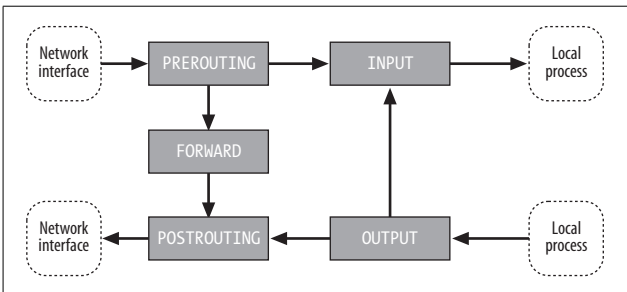 Network
interface
PREROUTING
INPUT
Local
process
FORWARD
Network
interface
POSTROUTING
OUTPUT
Local
process